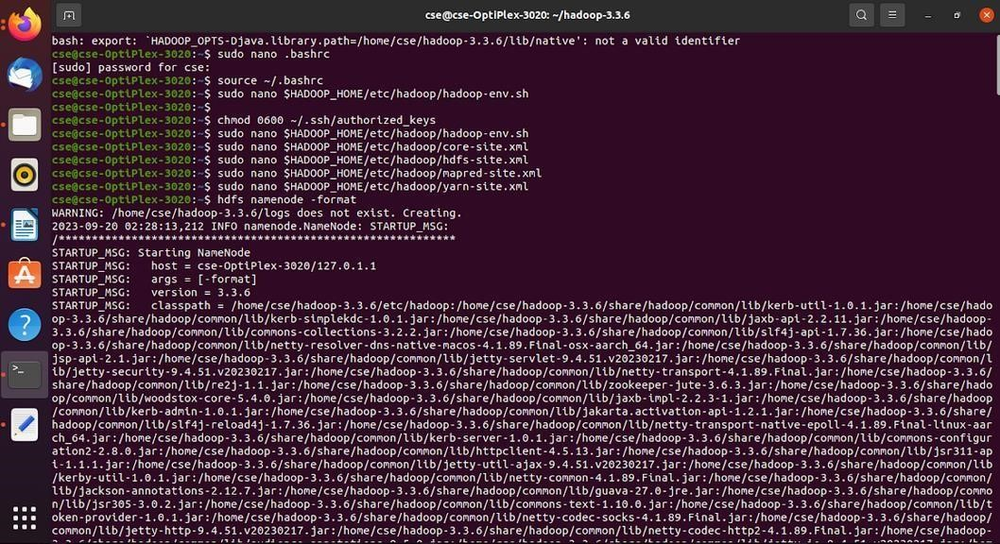 cse@cse-OptiPlex-3020: ~/hadoop-3.3.6
bash: export: `HADOOP_OPTS-Djava.library.path=/home/cse/hadoop-3.3.6/lib/native': not a valid identifier
cse@cse-OptiPlex-3020:~$ sudo nano .bashrc
[sudo] password for cse:
cse@cse-OptiPlex-3020:~$ source ~/.bashrc
cse@cse-OptiPlex-3020:~$ sudo nano $HADOOP_HOME/etc/hadoop/hadoop-env.sh
cse@cse-OptiPlex-3020:~$
cse@cse-OptiPlex-3020:~$ chmod 0600 ~/.ssh/authorized_keys
cse@cse-OptiPlex-3020:~$ sudo nano $HADOOP_HOME/etc/hadoop/hadoop-env.sh
cse@cse-OptiPlex-3020:~$ sudo nano $HADOOP_HOME/etc/hadoop/core-site.xml
cse@cse-OptiPlex-3020:~$ sudo nano $HADOOP_HOME/etc/hadoop/hdfs-site.xml
cse@cse-OptiPlex-3020:~$ sudo nano $HADOOP_HOME/etc/hadoop/mapred-site.xml
cse@cse-OptiPlex-3020:~$ sudo nano $HADOOP_HOME/etc/hadoop/yarn-site.xml
cse@cse-OptiPlex-3020:~$ hdfs namenode -format
WARNING: /home/cse/hadoop-3.3.6/logs does not exist. Creating.
2023-09-20 02:28:13,212 INFO namenode.NameNode: STARTUP_MSG:
/************************************************************
STARTUP_MSG: Starting NameNode
STARTUP_MSG:   host = cse-OptiPlex-3020/127.0.1.1
STARTUP_MSG:   args = [-format]
STARTUP_MSG:   version = 3.3.6
STARTUP_MSG:   classpath = /home/cse/hadoop-3.3.6/etc/hadoop:/home/cse/hadoop-3.3.6/share/hadoop/common/lib/kerb-util-1.0.1.jar:/home/cse/hado
op-3.3.6/share/hadoop/common/lib/kerb-simplekdc-1.0.1.jar:/home/cse/hadoop-3.3.6/share/hadoop/common/lib/jaxb-api-2.2.11.jar:/home/cse/hadoop-
3.3.6/share/hadoop/common/lib/commons-collections-3.2.2.jar:/home/cse/hadoop-3.3.6/share/hadoop/common/lib/slf4j-api-1.7.36.jar:/home/cse/hado
op-3.3.6/share/hadoop/common/lib/netty-resolver-dns-native-macos-4.1.89.Final-osx-aarch_64.jar:/home/cse/hadoop-3.3.6/share/hadoop/common/lib/
jsp-api-2.1.jar:/home/cse/hadoop-3.3.6/share/hadoop/common/lib/jetty-servlet-9.4.51.v20230217.jar:/home/cse/hadoop-3.3.6/share/hadoop/common/l
ib/jetty-security-9.4.51.v20230217.jar:/home/cse/hadoop-3.3.6/share/hadoop/common/lib/netty-transport-4.1.89.Final.jar:/home/cse/hadoop-3.3.6/
share/hadoop/common/lib/re2j-1.1.jar:/home/cse/hadoop-3.3.6/share/hadoop/common/lib/zookeeper-jute-3.6.3.jar:/home/cse/hadoop-3.3.6/share/hado
op/common/lib/woodstox-core-5.4.0.jar:/home/cse/hadoop-3.3.6/share/hadoop/common/lib/jaxb-impl-2.2.3-1.jar:/home/cse/hadoop-3.3.6/share/hadoop
/common/lib/kerb-admin-1.0.1.jar:/home/cse/hadoop-3.3.6/share/hadoop/common/lib/jakarta.activation-api-1.2.1.jar:/home/cse/hadoop-3.3.6/share/
hadoop/common/lib/slf4j-reload4j-1.7.36.jar:/home/cse/hadoop-3.3.6/share/hadoop/common/lib/netty-transport-native-epoll-4.1.89.Final-linux-aar
ch_64.jar:/home/cse/hadoop-3.3.6/share/hadoop/common/lib/kerb-server-1.0.1.jar:/home/cse/hadoop-3.3.6/share/hadoop/common/lib/commons-configur
ation2-2.8.0.jar:/home/cse/hadoop-3.3.6/share/hadoop/common/lib/httpclient-4.5.13.jar:/home/cse/hadoop-3.3.6/share/hadoop/common/lib/jsr311-ap
i-1.1.1.jar:/home/cse/hadoop-3.3.6/share/hadoop/common/lib/jetty-util-ajax-9.4.51.v20230217.jar:/home/cse/hadoop-3.3.6/share/hadoop/common/lib
/kerby-util-1.0.1.jar:/home/cse/hadoop-3.3.6/share/hadoop/common/lib/netty-common-4.1.89.Final.jar:/home/cse/hadoop-3.3.6/share/hadoop/common/
lib/jackson-annotations-2.12.7.jar:/home/cse/hadoop-3.3.6/share/hadoop/common/lib/guava-27.0-jre.jar:/home/cse/hadoop-3.3.6/share/hadoop/commo
n/lib/jsr305-3.0.2.jar:/home/cse/hadoop-3.3.6/share/hadoop/common/lib/commons-text-1.10.0.jar:/home/cse/hadoop-3.3.6/share/hadoop/common/lib/t
oken-provider-1.0.1.jar:/home/cse/hadoop-3.3.6/share/hadoop/common/lib/netty-codec-socks-4.1.89.Final.jar:/home/cse/hadoop-3.3.6/share/hadoop/
common/lib/jetty-http-9.4.51.v20230217.jar:/home/cse/hadoop-3.3.6/share/hadoop/common/lib/netty-codec-http2-4.1.89.Final.jar:/home/cse/hadoop-